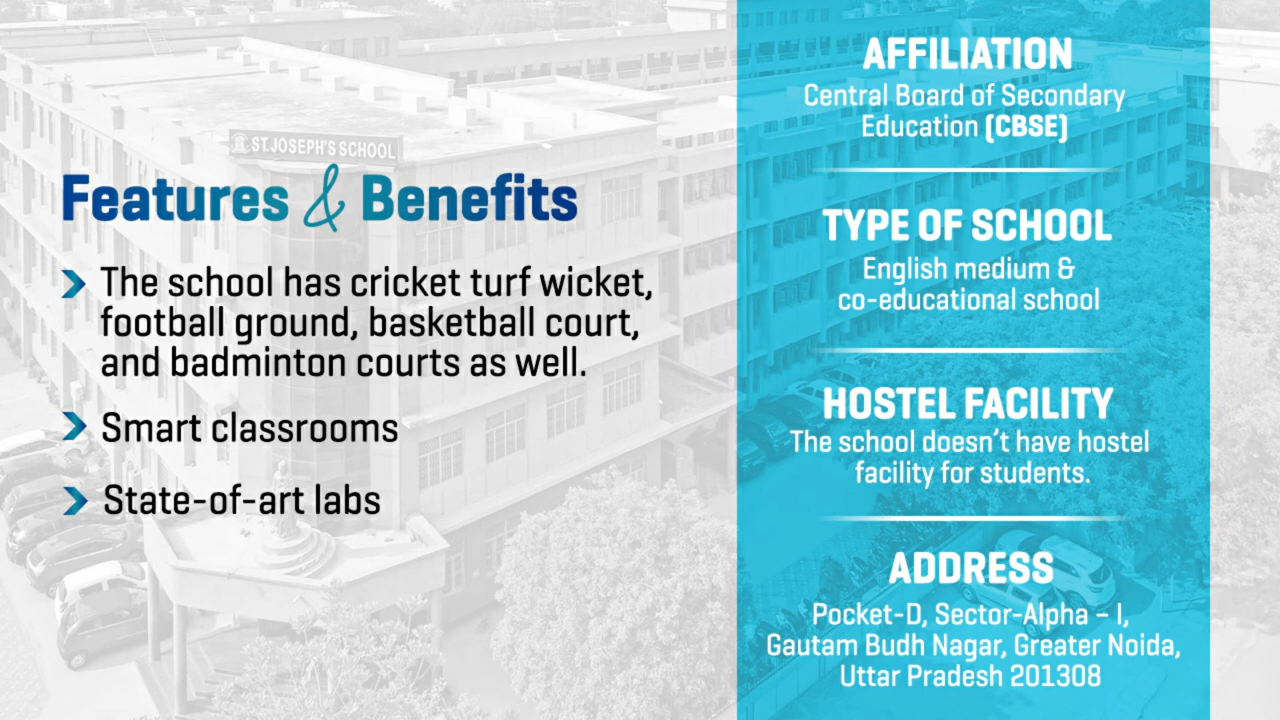 ST. JOSEPH'S SCHOOL
Features & Benefits
The school has cricket turf wicket,
football ground, basketball court,
and badminton courts as well.
Smart classrooms
State-of-art labs
AFFILIATION
Central Board of Secondary
Education (CBSE)
TYPE OF SCHOOL
English medium &
co-educational school
HOSTEL FACILITY
The school doesn't have hostel
facility for students.
ADDRESS
Pocket-D, Sector-Alpha – I,
Gautam Budh Nagar, Greater Noida,
Uttar Pradesh 201308